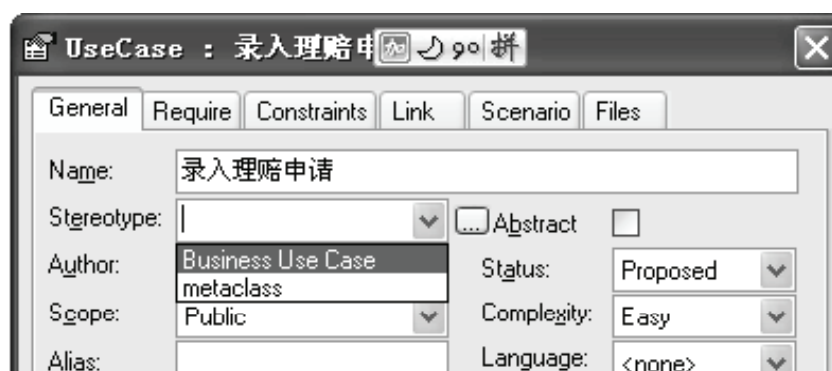 UseCase : 录入理赔申
加 拼
General Require Constraints Link Scenario Files
Name: 录入理赔申请
Stereotype: ... Abstract
Business Use Case
metaclass
Author: Status: Proposed
Scope: Public Complexity: Easy
Alias: Language: <none>